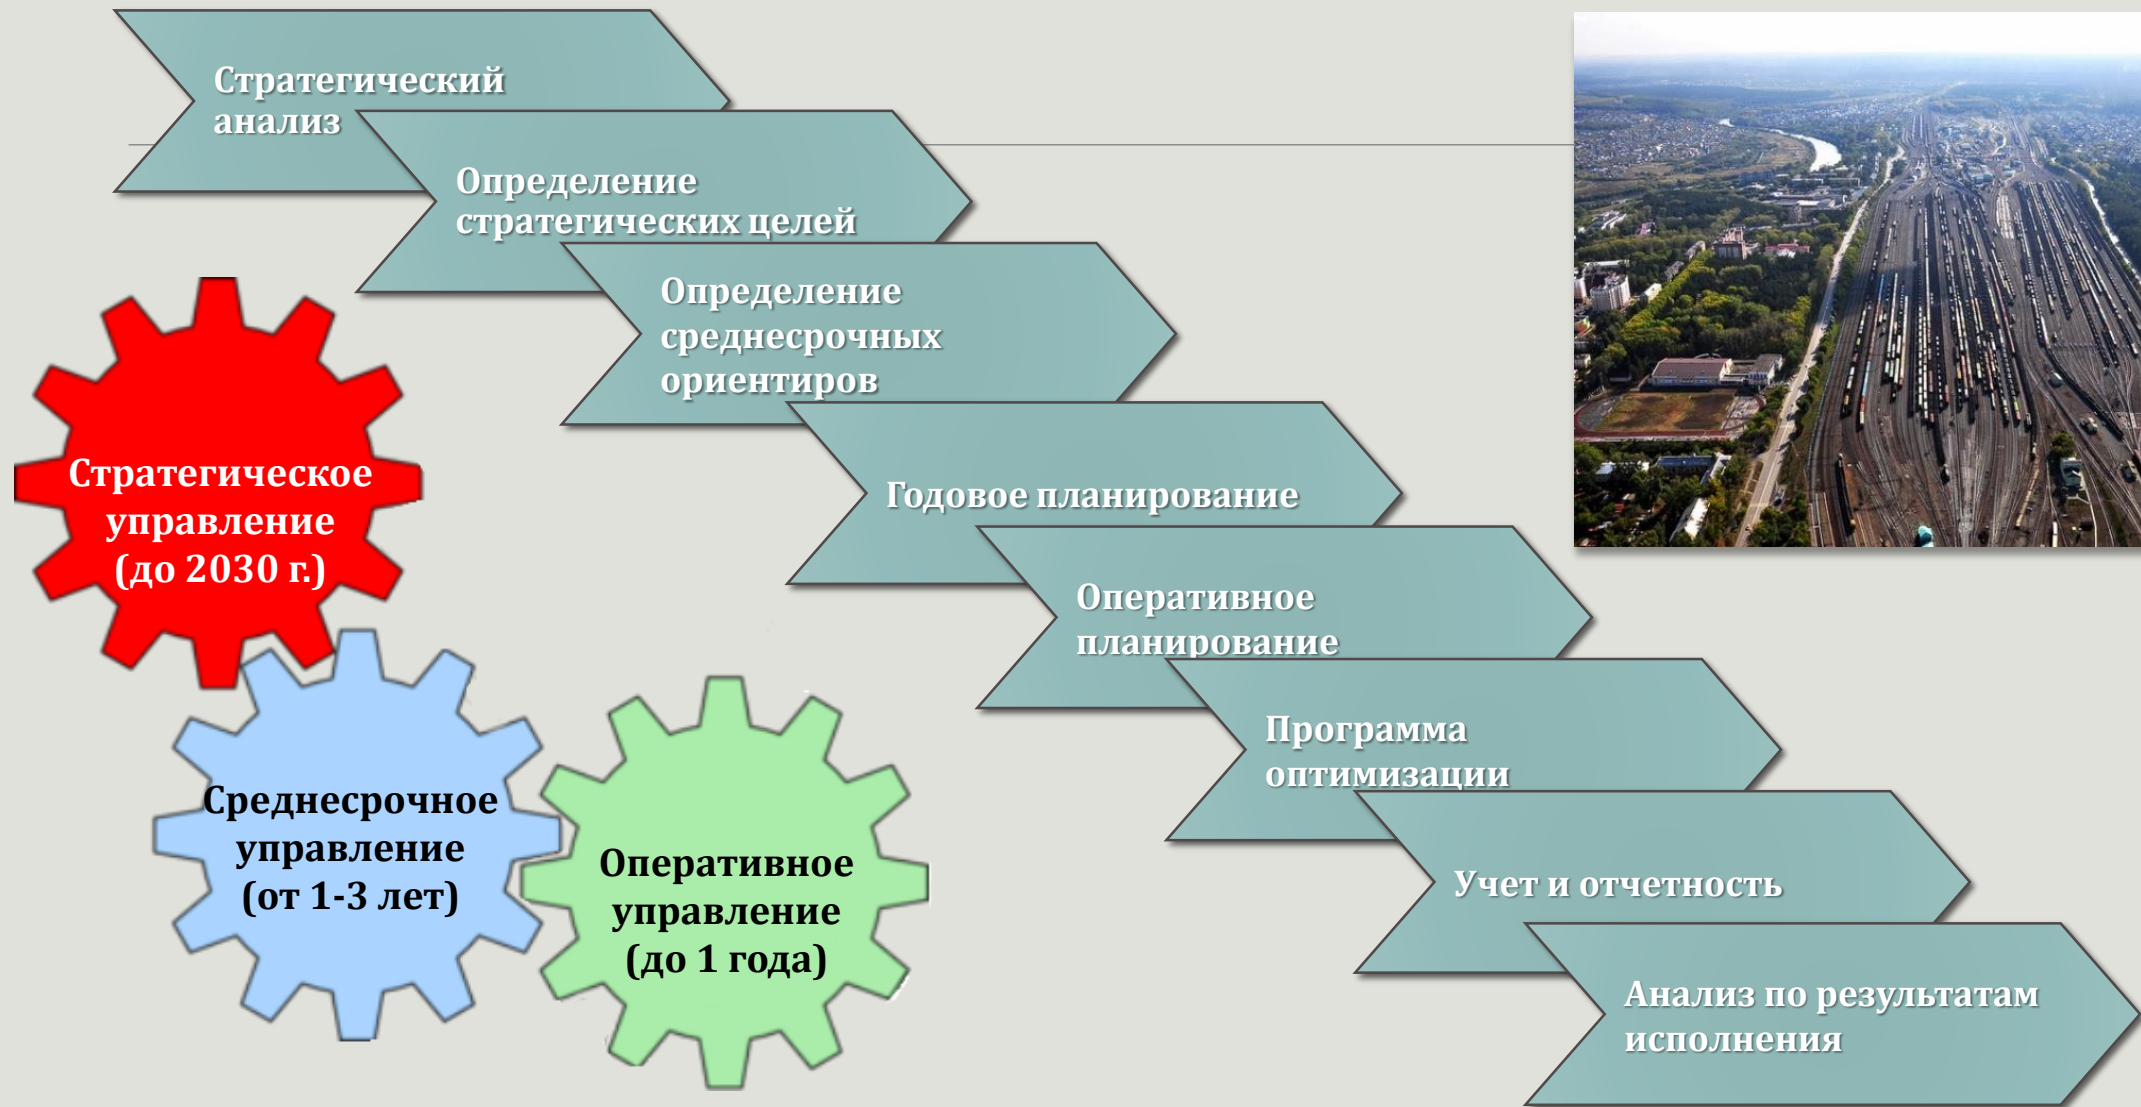 Стратегический
анализ
Определение
стратегических целей
Определение
среднесрочных
ориентиров
Годовое планирование
Оперативное
планирование
Программа
оптимизации
Учет и отчетность
Анализ по результатам
исполнения
Стратегическое
управление
(до 2030 г.)
Среднесрочное
управление
(от 1-3 лет)
Оперативное
управление
(до 1 года)